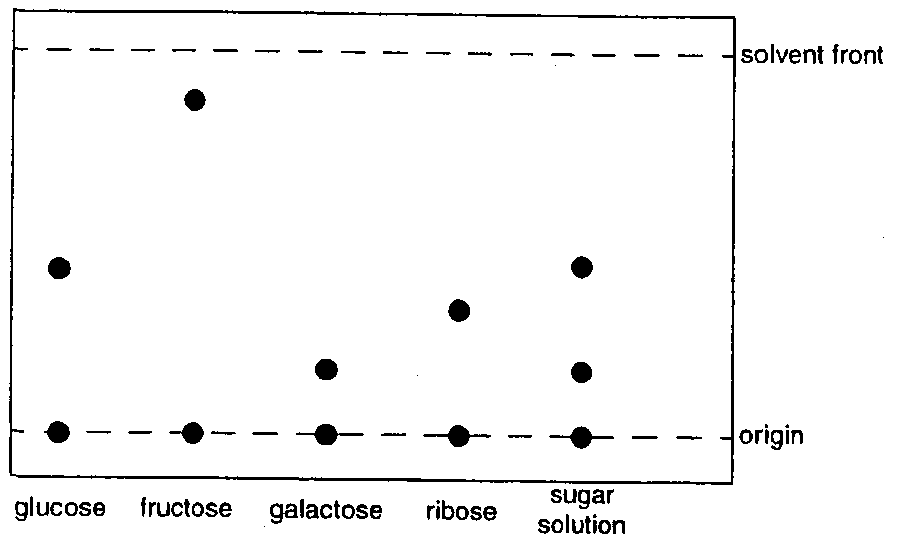 solvent front
origin
glucose
fructose
galactose
ribose
sugar
solution